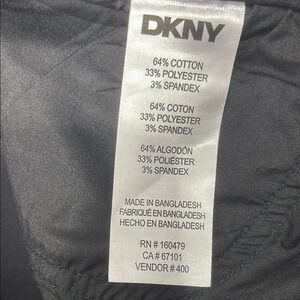 DKNY
64% COTTON
33% POLYESTER
3% SPANDEX
64% COTON
33% POLYESTER
3% SPANDEX
64% ALGODÓN
33% POLIÉSTER
3% SPANDEX
MADE IN BANGLADESH
FABRIQUÉ EN BANGLADESH
HECHO EN BANGLADESH
RN # 160479
CA # 67101
VENDOR # 400